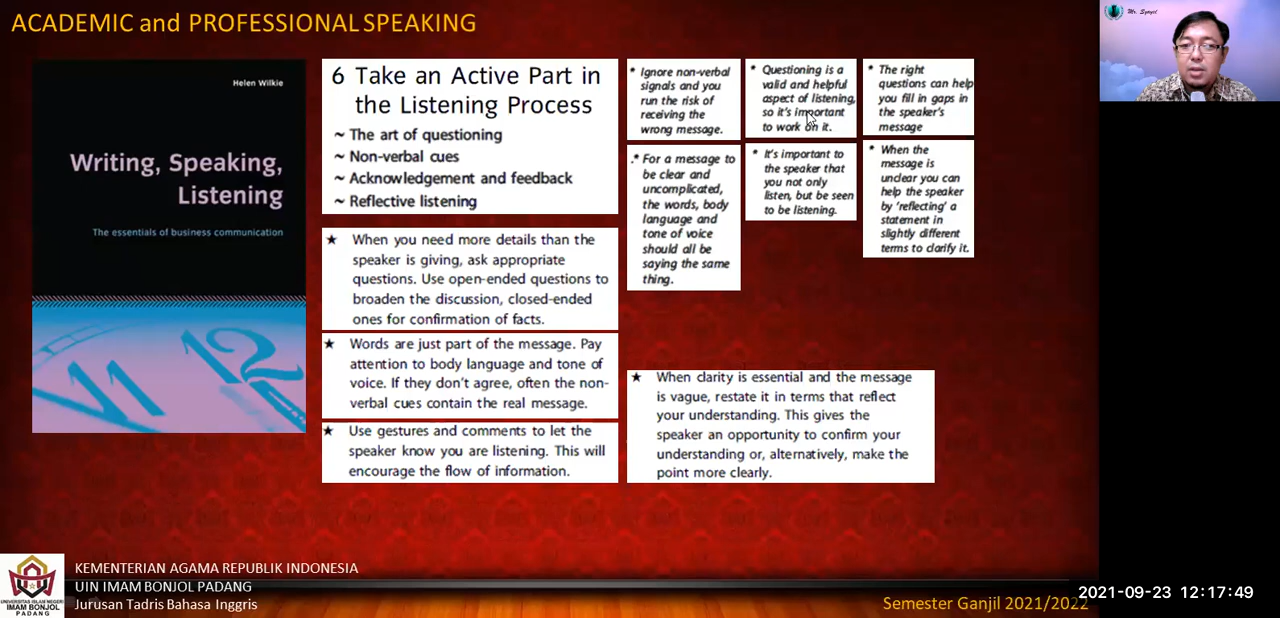 ACADEMIC and PROFESSIONAL SPEAKING
Helen Wilkie
Writing, Speaking,
Listening
The essentials of business communication
11
12
6 Take an Active Part in
the Listening Process
~ The art of questioning
~ Non-verbal cues
~ Acknowledgement and feedback
~ Reflective listening
★ When you need more details than the
speaker is giving, ask appropriate
questions. Use open-ended questions to
broaden the discussion, closed-ended
ones for confirmation of facts.
★ Words are just part of the message. Pay
attention to body language and tone of
voice. If they don't agree, often the non-
verbal cues contain the real message.
★ Use gestures and comments to let the
speaker know you are listening. This will
encourage the flow of information.
* Ignore non-verbal
signals and you
run the risk of
receiving the
wrong message.
.* For a message to
be clear and
uncomplicated,
the words, body
language and
tone of voice
should all be
saying the same
thing.
* Questioning is a
valid and helpful
aspect of listening,
so it's important
to work on it.
* It's important to
the speaker that
you not only
listen, but be seen
to be listening.
* The right
questions can help
you fill in gaps in
the speaker's
message
* When the
message is
unclear you can
help the speaker
by 'reflecting' a
statement in
slightly different
terms to clarify it.
★ When clarity is essential and the message
is vague, restate it in terms that reflect
your understanding. This gives the
speaker an opportunity to confirm your
understanding or, alternatively, make the
point more clearly.
Mr. Syayid
UNIVERSITAS ISLAM NEGERI
IMAM BONJOL
PADANG
KEMENTERIAN AGAMA REPUBLIK INDONESIA
UIN IMAM BONJOL PADANG
Jurusan Tadris Bahasa Inggris
Semester Ganjil 2021/2022
2021-09-23 12:17:49